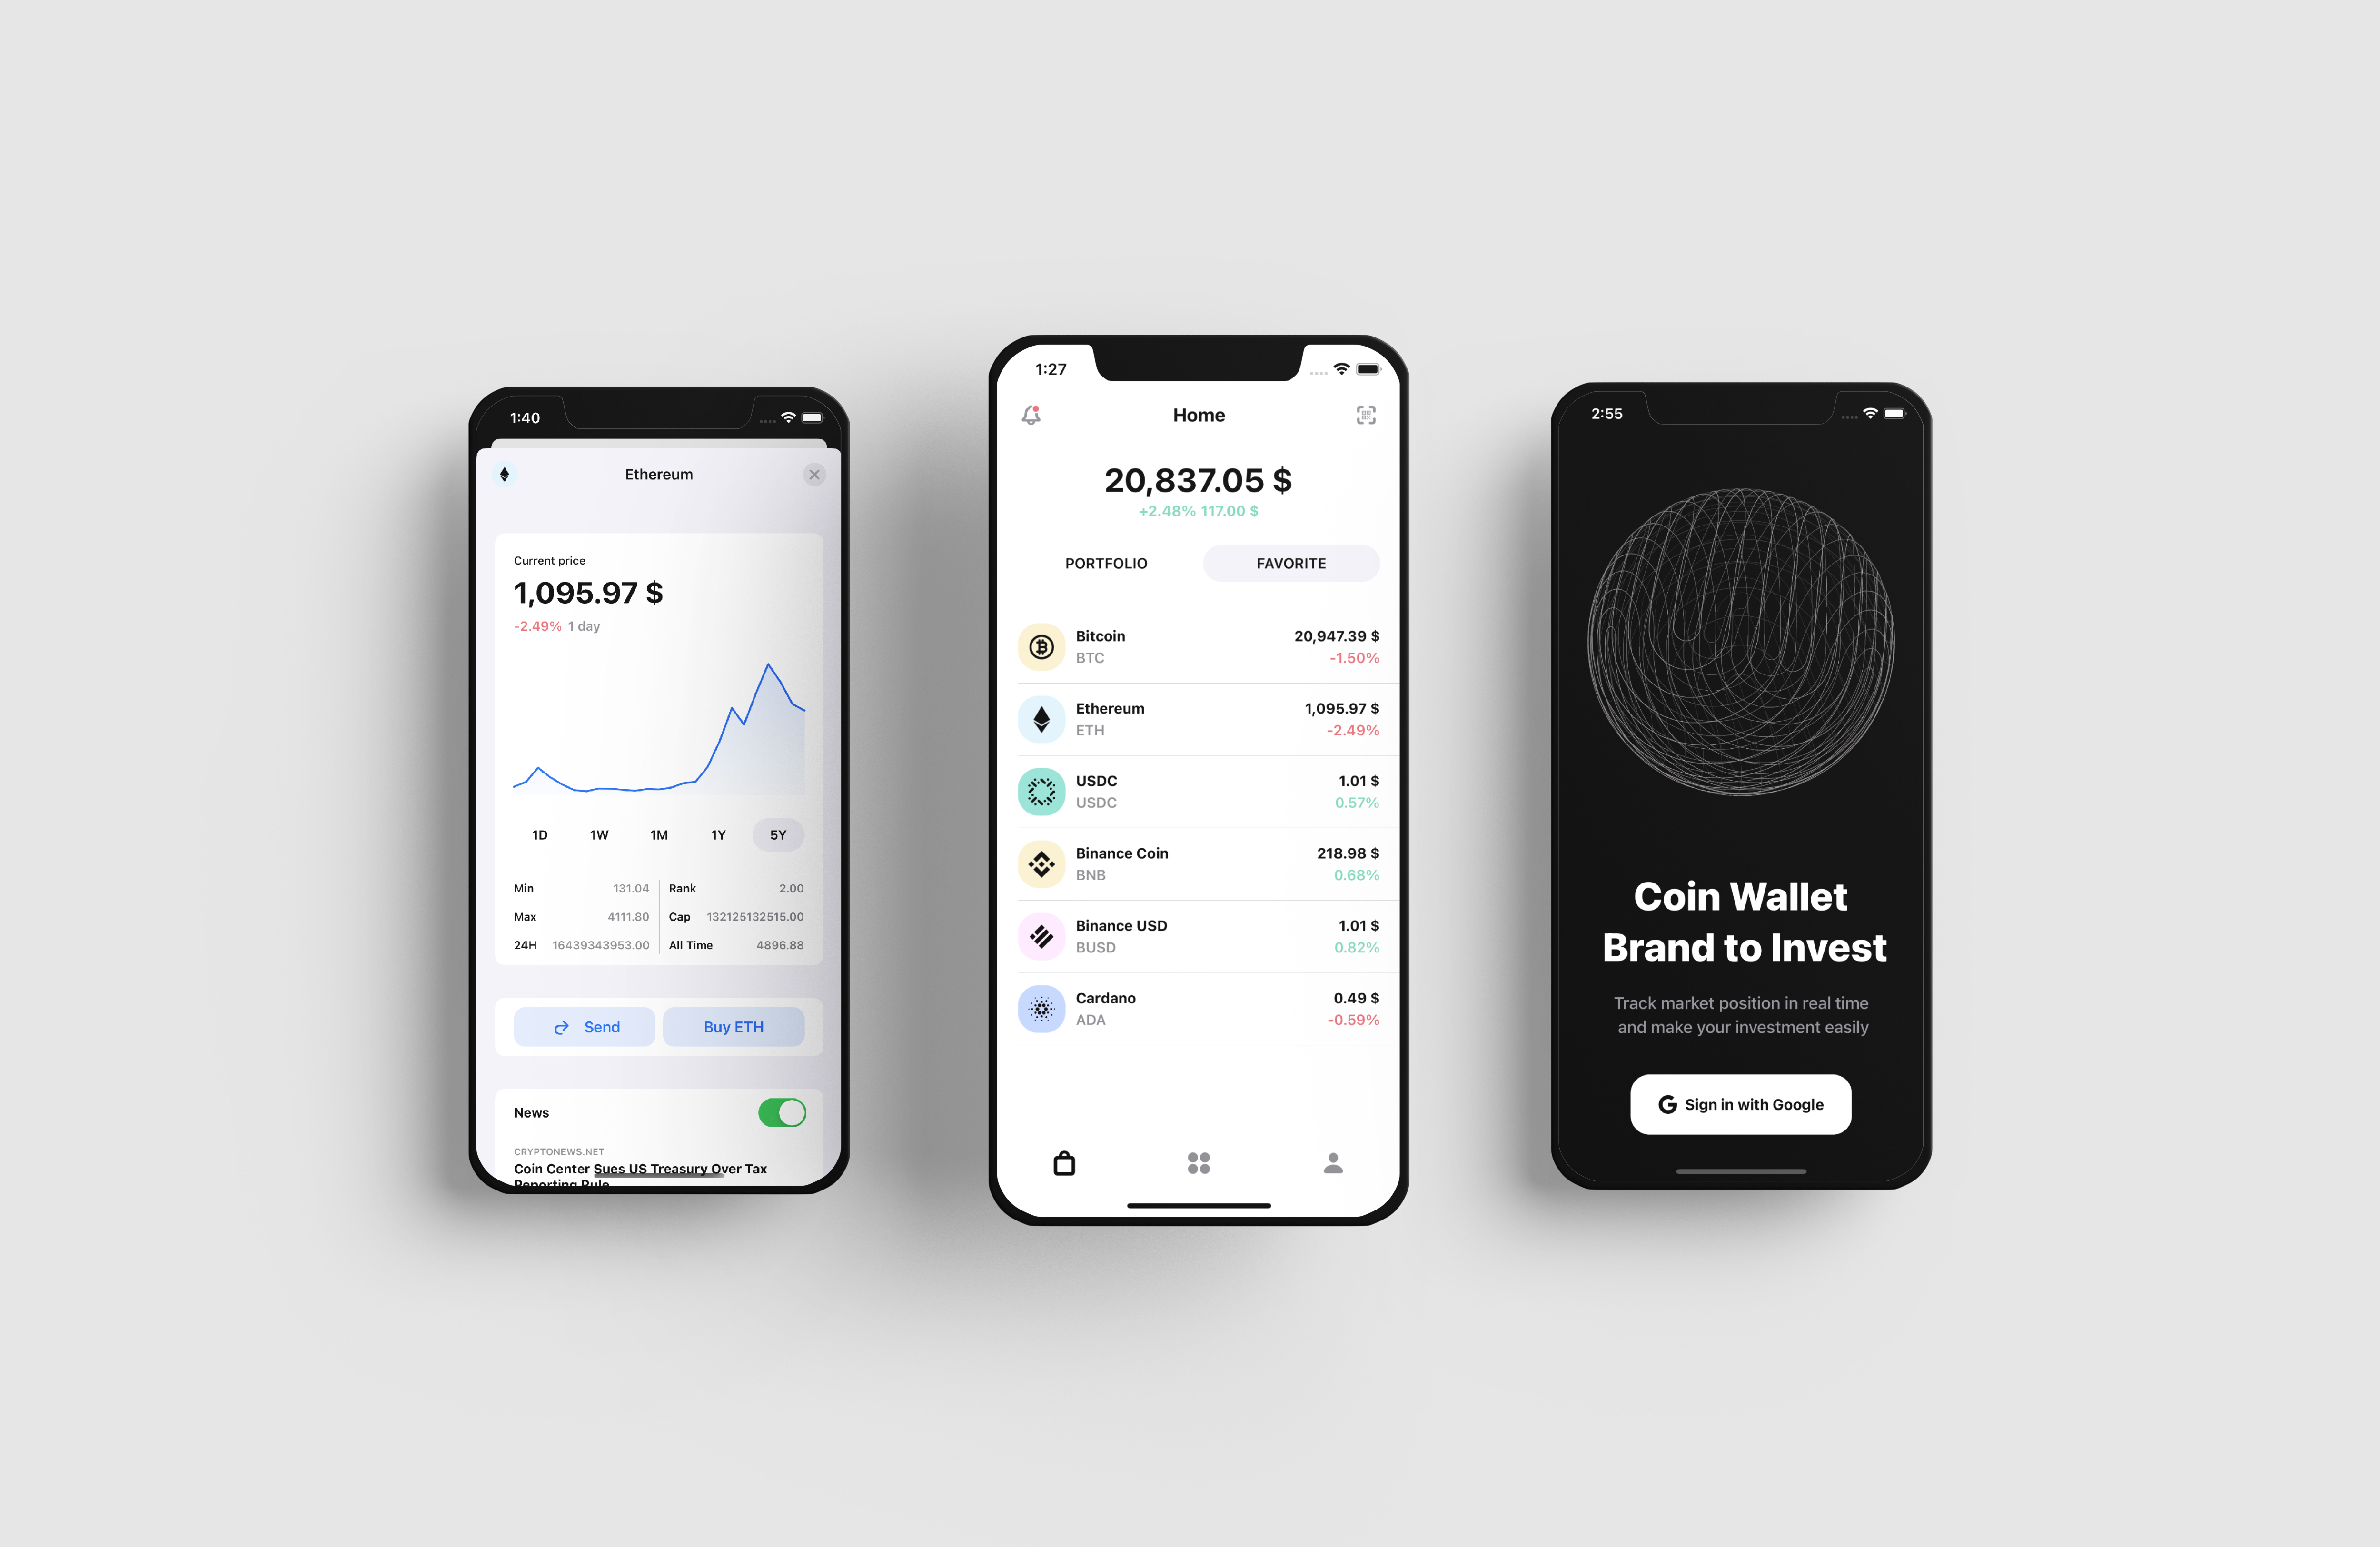 1:40
Ethereum
Current price
1,095.97 $
-2.49% 1 day
1D 1W 1M 1Y 5Y
Min 131.04 Rank 2.00
Max 4111.80 Cap 132125132515.00
24H 16439343953.00 All Time 4896.88
Send Buy ETH
News
CRYPTONEWS.NET
Coin Center Sues US Treasury Over Tax
Reporting Rule
1:27
Home
20,837.05 $
+2.48% 117.00 $
PORTFOLIO FAVORITE
Bitcoin 20,947.39 $
BTC -1.50%
Ethereum 1,095.97 $
ETH -2.49%
USDC 1.01 $
USDC 0.57%
Binance Coin 218.98 $
BNB 0.68%
Binance USD 1.01 $
BUSD 0.82%
Cardano 0.49 $
ADA -0.59%
2:55
Coin Wallet
Brand to Invest
Track market position in real time
and make your investment easily
Sign in with Google